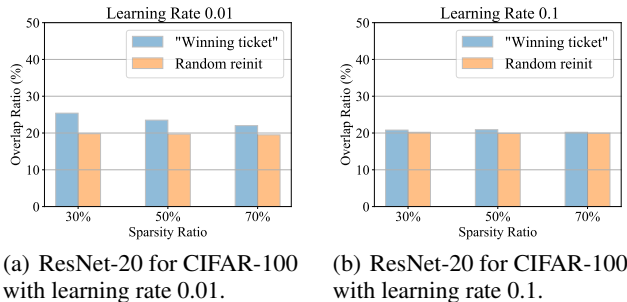 Learning Rate 0.01
50
40
30
20
10
0
Overlap Ratio (%)
"Winning ticket"
Random reinit
30%
50%
70%
Sparsity Ratio
(a) ResNet-20 for CIFAR-100
with learning rate 0.01.
Learning Rate 0.1
50
40
30
20
10
0
Overlap Ratio (%)
"Winning ticket"
Random reinit
30%
50%
70%
Sparsity Ratio
(b) ResNet-20 for CIFAR-100
with learning rate 0.1.